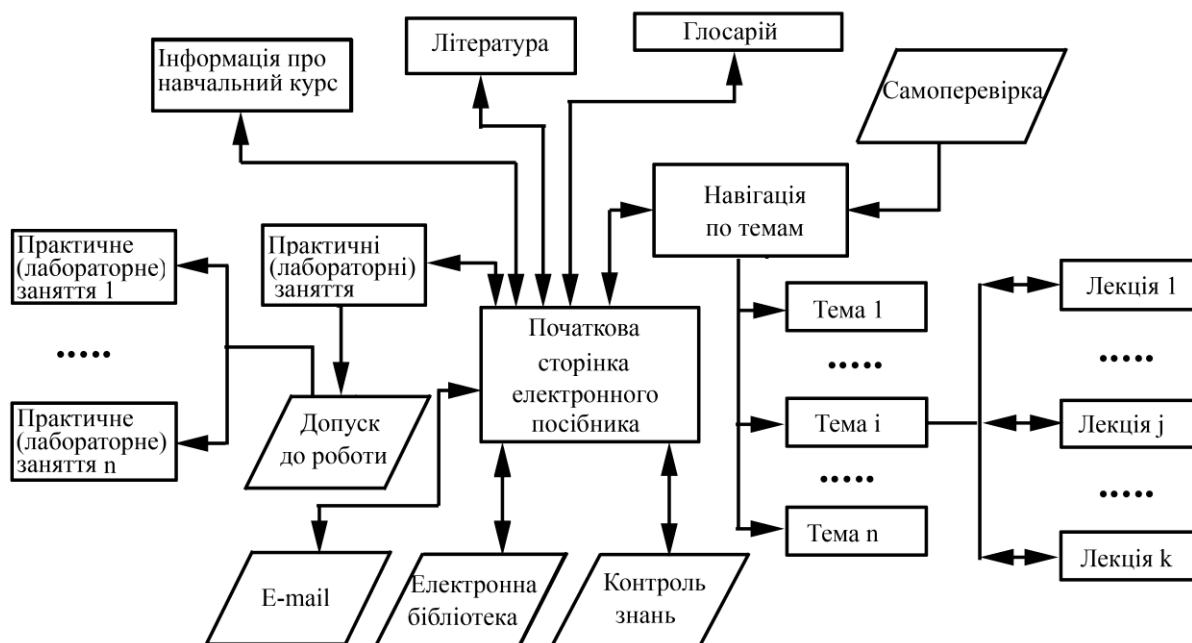 Інформація про
навчальний курс
Література
Глосарій
Самоперевірка
Навігація
по темам
Практичне
(лабораторне)
заняття 1
Практичні
(лабораторні)
заняття
Початкова
сторінка
електронного
посібника
Тема 1
Лекція 1
.....
.....
.....
Практичне
(лабораторне)
заняття n
Допуск
до роботи
Тема i
Лекція j
.....
.....
Тема n
Лекція k
E-mail
Електронна
бібліотека
Контроль
знань